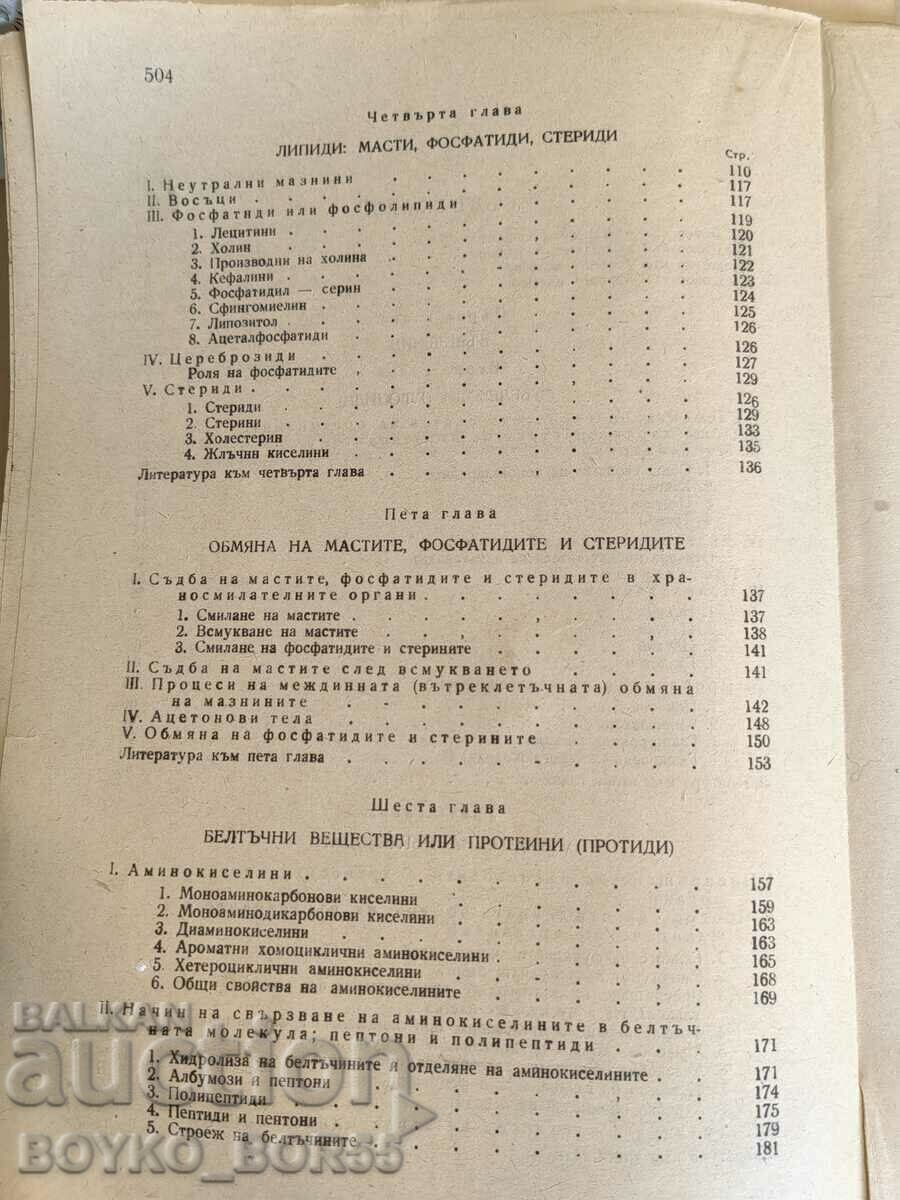 504
Четвърта глава
ЛИПИДИ: МАСТИ, ФОСФАТИДИ, СТЕРИДИ
Стр.
I. Неутрални мазнини . . . . . . . . . 110
II. Восъци . . . . . . . . . . . 117
III. Фосфатиди или фосфолипиди . . . . . . 117
1. Лецитини . . . . . . . . . . 119
2. Холин . . . . . . . . . . 120
3. Производни на холина . . . . . . . . 121
4. Кефалини . . . . . . . . . . 122
5. Фосфатидил — серин . . . . . . . . 123
6. Сфингомиелин . . . . . . . . . 124
7. Липозитол . . . . . . . . . . 125
8. Ацеталфосфатиди . . . . . . . . . 126
IV. Цереброзиди . . . . . . . . . 126
Роля на фосфатидите . . . . . . . . 127
V. Стериди . . . . . . . . . . . 129
1. Стериди . . . . . . . . . . 126
2. Стерини . . . . . . . . . . 129
3. Холестерин . . . . . . . . . 133
4. Жлъчни киселини . . . . . . . . 135
Литература към четвърта глава . . . . . . . 136
Пета глава
ОБМЯНА НА МАСТИТЕ, ФОСФАТИДИТЕ И СТЕРИДИТЕ
I. Съдба на мастите, фосфатидите и стеридите в хра-
носмилателните органи . . . . . . . . 137
1. Смилане на мастите . . . . . . . . . 137
2. Всмукване на мастите . . . . . . . . 138
3. Смилане на фосфатидите и стерините . . . . . 141
II. Съдба на мастите след всмукването . . . . 141
III. Процеси на междинната (вътреклетъчната) обмяна
на мазнините . . . . . . . . . 142
IV. Ацетонови тела . . . . . . . . . 148
V. Обмяна на фосфатидите и стерините . . . . 150
Литература към пета глава . . . . . . . . 153
Шеста глава
БЕЛТЪЧНИ ВЕЩЕСТВА ИЛИ ПРОТЕИНИ (ПРОТИДИ)
I. Аминокиселини . . . . . . . . . . 157
1. Моноаминокарбонови киселини . . . . . . 159
2. Моноаминодикарбонови киселини . . . . . . 163
3. Диаминокиселини . . . . . . . . 163
4. Ароматни хомоциклични аминокиселини . . . . 165
5. Хетероциклични аминокиселини . . . . . . 168
6. Общи свойства на аминокиселините . . . . . 169
II. Начин на свързване на аминокиселините в белтъч-
ната молекула; пептони и полипептиди . . . 171
1. Хидролиза на белтъчините и отделяне на аминокиселините . . 171
2. Албумози и пептони . . . . . . . . 174
3. Полицептиди . . . . . . . . . 175
4. Пептиди и пентони . . . . . . . . 179
5. Строеж на белтъчините . . . . . . . 181
BALKAN
auction
BOYKO_BOR55